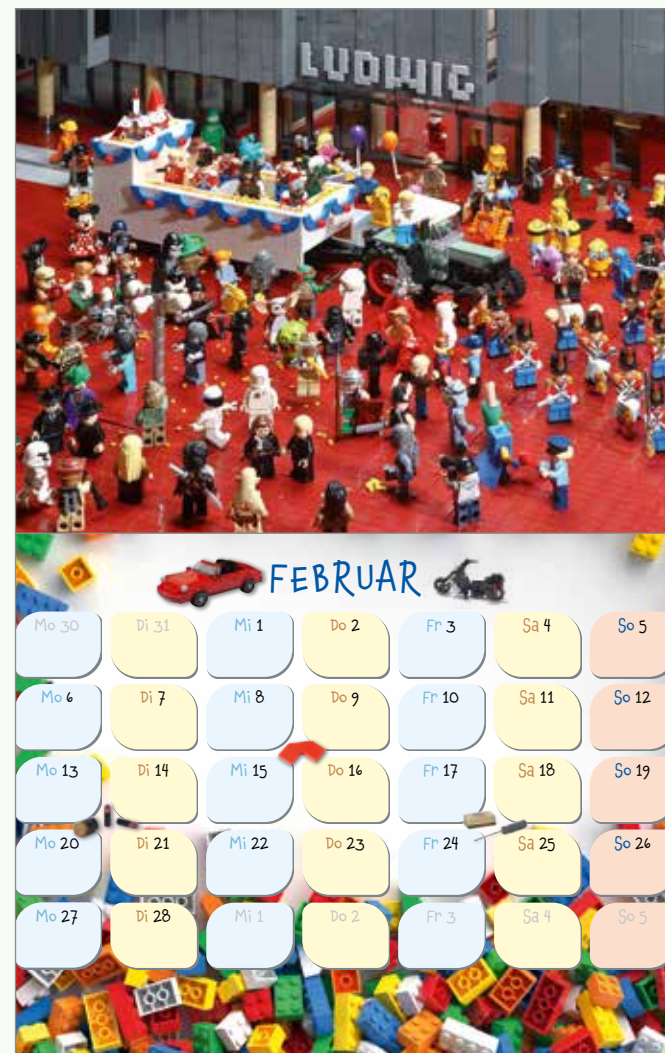 LUDWIG
FEBRUAR
Mo 30 Di 31 Mi 1 Do 2 Fr 3 Sa 4 So 5
Mo 6 Di 7 Mi 8 Do 9 Fr 10 Sa 11 So 12
Mo 13 Di 14 Mi 15 Do 16 Fr 17 Sa 18 So 19
Mo 20 Di 21 Mi 22 Do 23 Fr 24 Sa 25 So 26
Mo 27 Di 28 Mi 1 Do 2 Fr 3 Sa 4 So 5